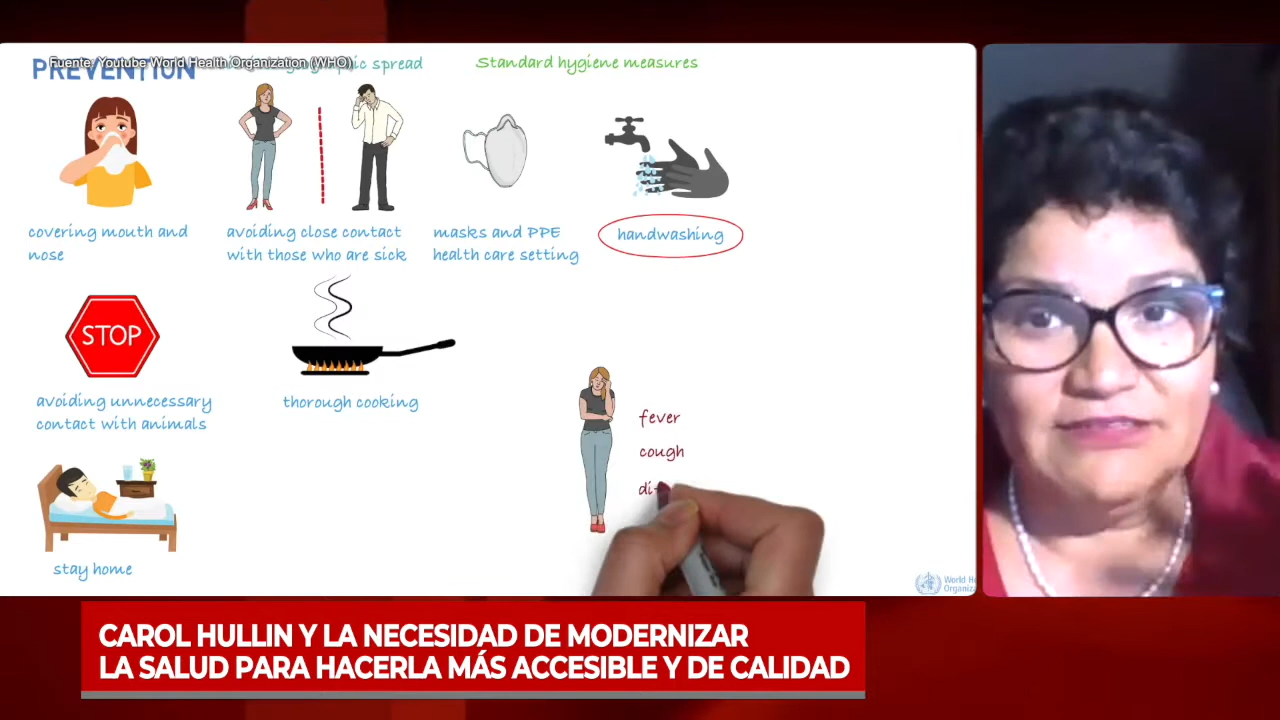 Fuente: Youtube World Health Organization (WHO)
PREVENTION
spread
Standard hygiene measures
covering mouth and
nose
avoiding close contact
with those who are sick
masks and PPE
health care setting
handwashing
STOP
avoiding unnecessary
contact with animals
thorough cooking
fever
cough
stay home
World
CAROL HULLIN Y LA NECESIDAD DE MODERNIZAR
LA SALUD PARA HACERLA MÁS ACCESIBLE Y DE CALIDAD